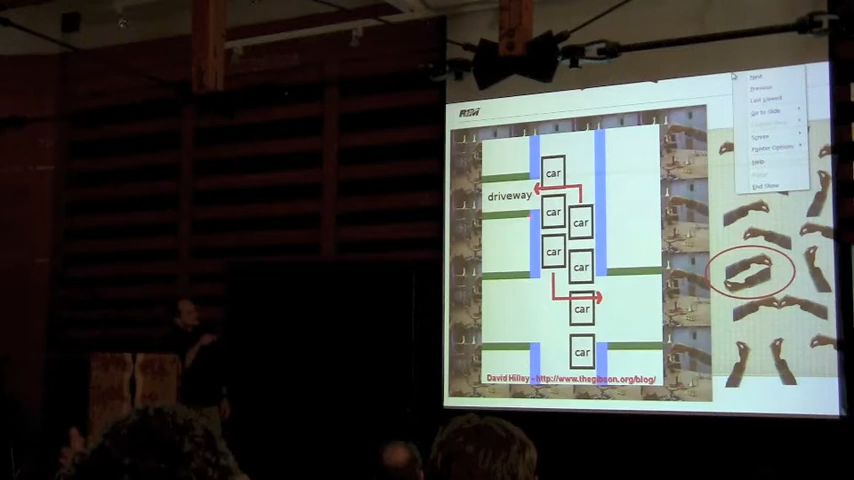 Next
Previous
Last Viewed
Go to Slide
Screen
Pointer Options
Help
End Show
car
driveway
car
car
car
car
car
car
David Hilley - http://www.thegibson.org/blog/